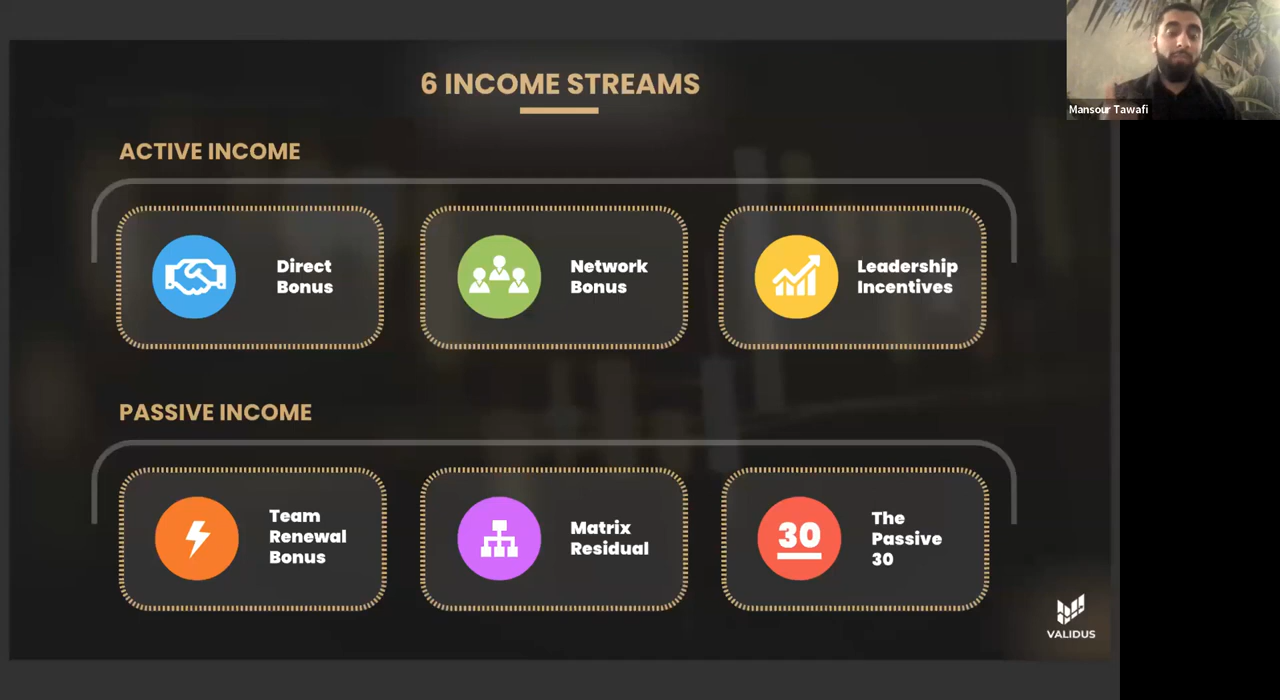 6 INCOME STREAMS
Mansour Tawafi
ACTIVE INCOME
Direct
Bonus
Network
Bonus
Leadership
Incentives
PASSIVE INCOME
Team
Renewal
Bonus
Matrix
Residual
30
The
Passive
30
VALIDUS